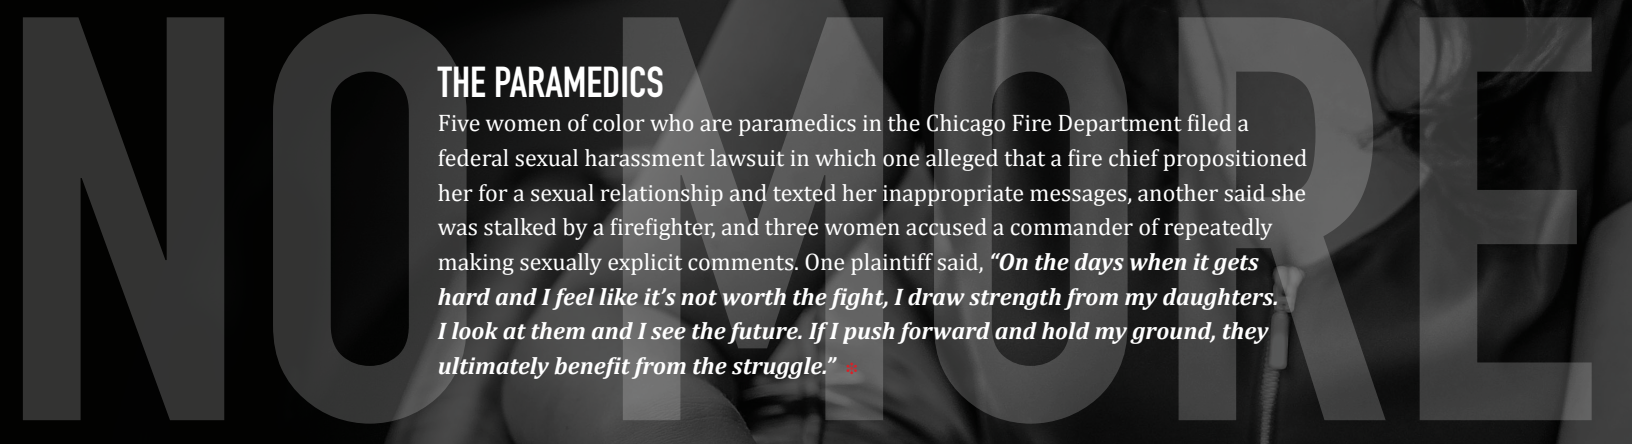 NO MORE
THE PARAMEDICS
Five women of color who are paramedics in the Chicago Fire Department filed a
federal sexual harassment lawsuit in which one alleged that a fire chief propositioned
her for a sexual relationship and texted her inappropriate messages, another said she
was stalked by a firefighter, and three women accused a commander of repeatedly
making sexually explicit comments. One plaintiff said, “On the days when it gets
hard and I feel like it’s not worth the fight, I draw strength from my daughters.
I look at them and I see the future. If I push forward and hold my ground, they
ultimately benefit from the struggle.”